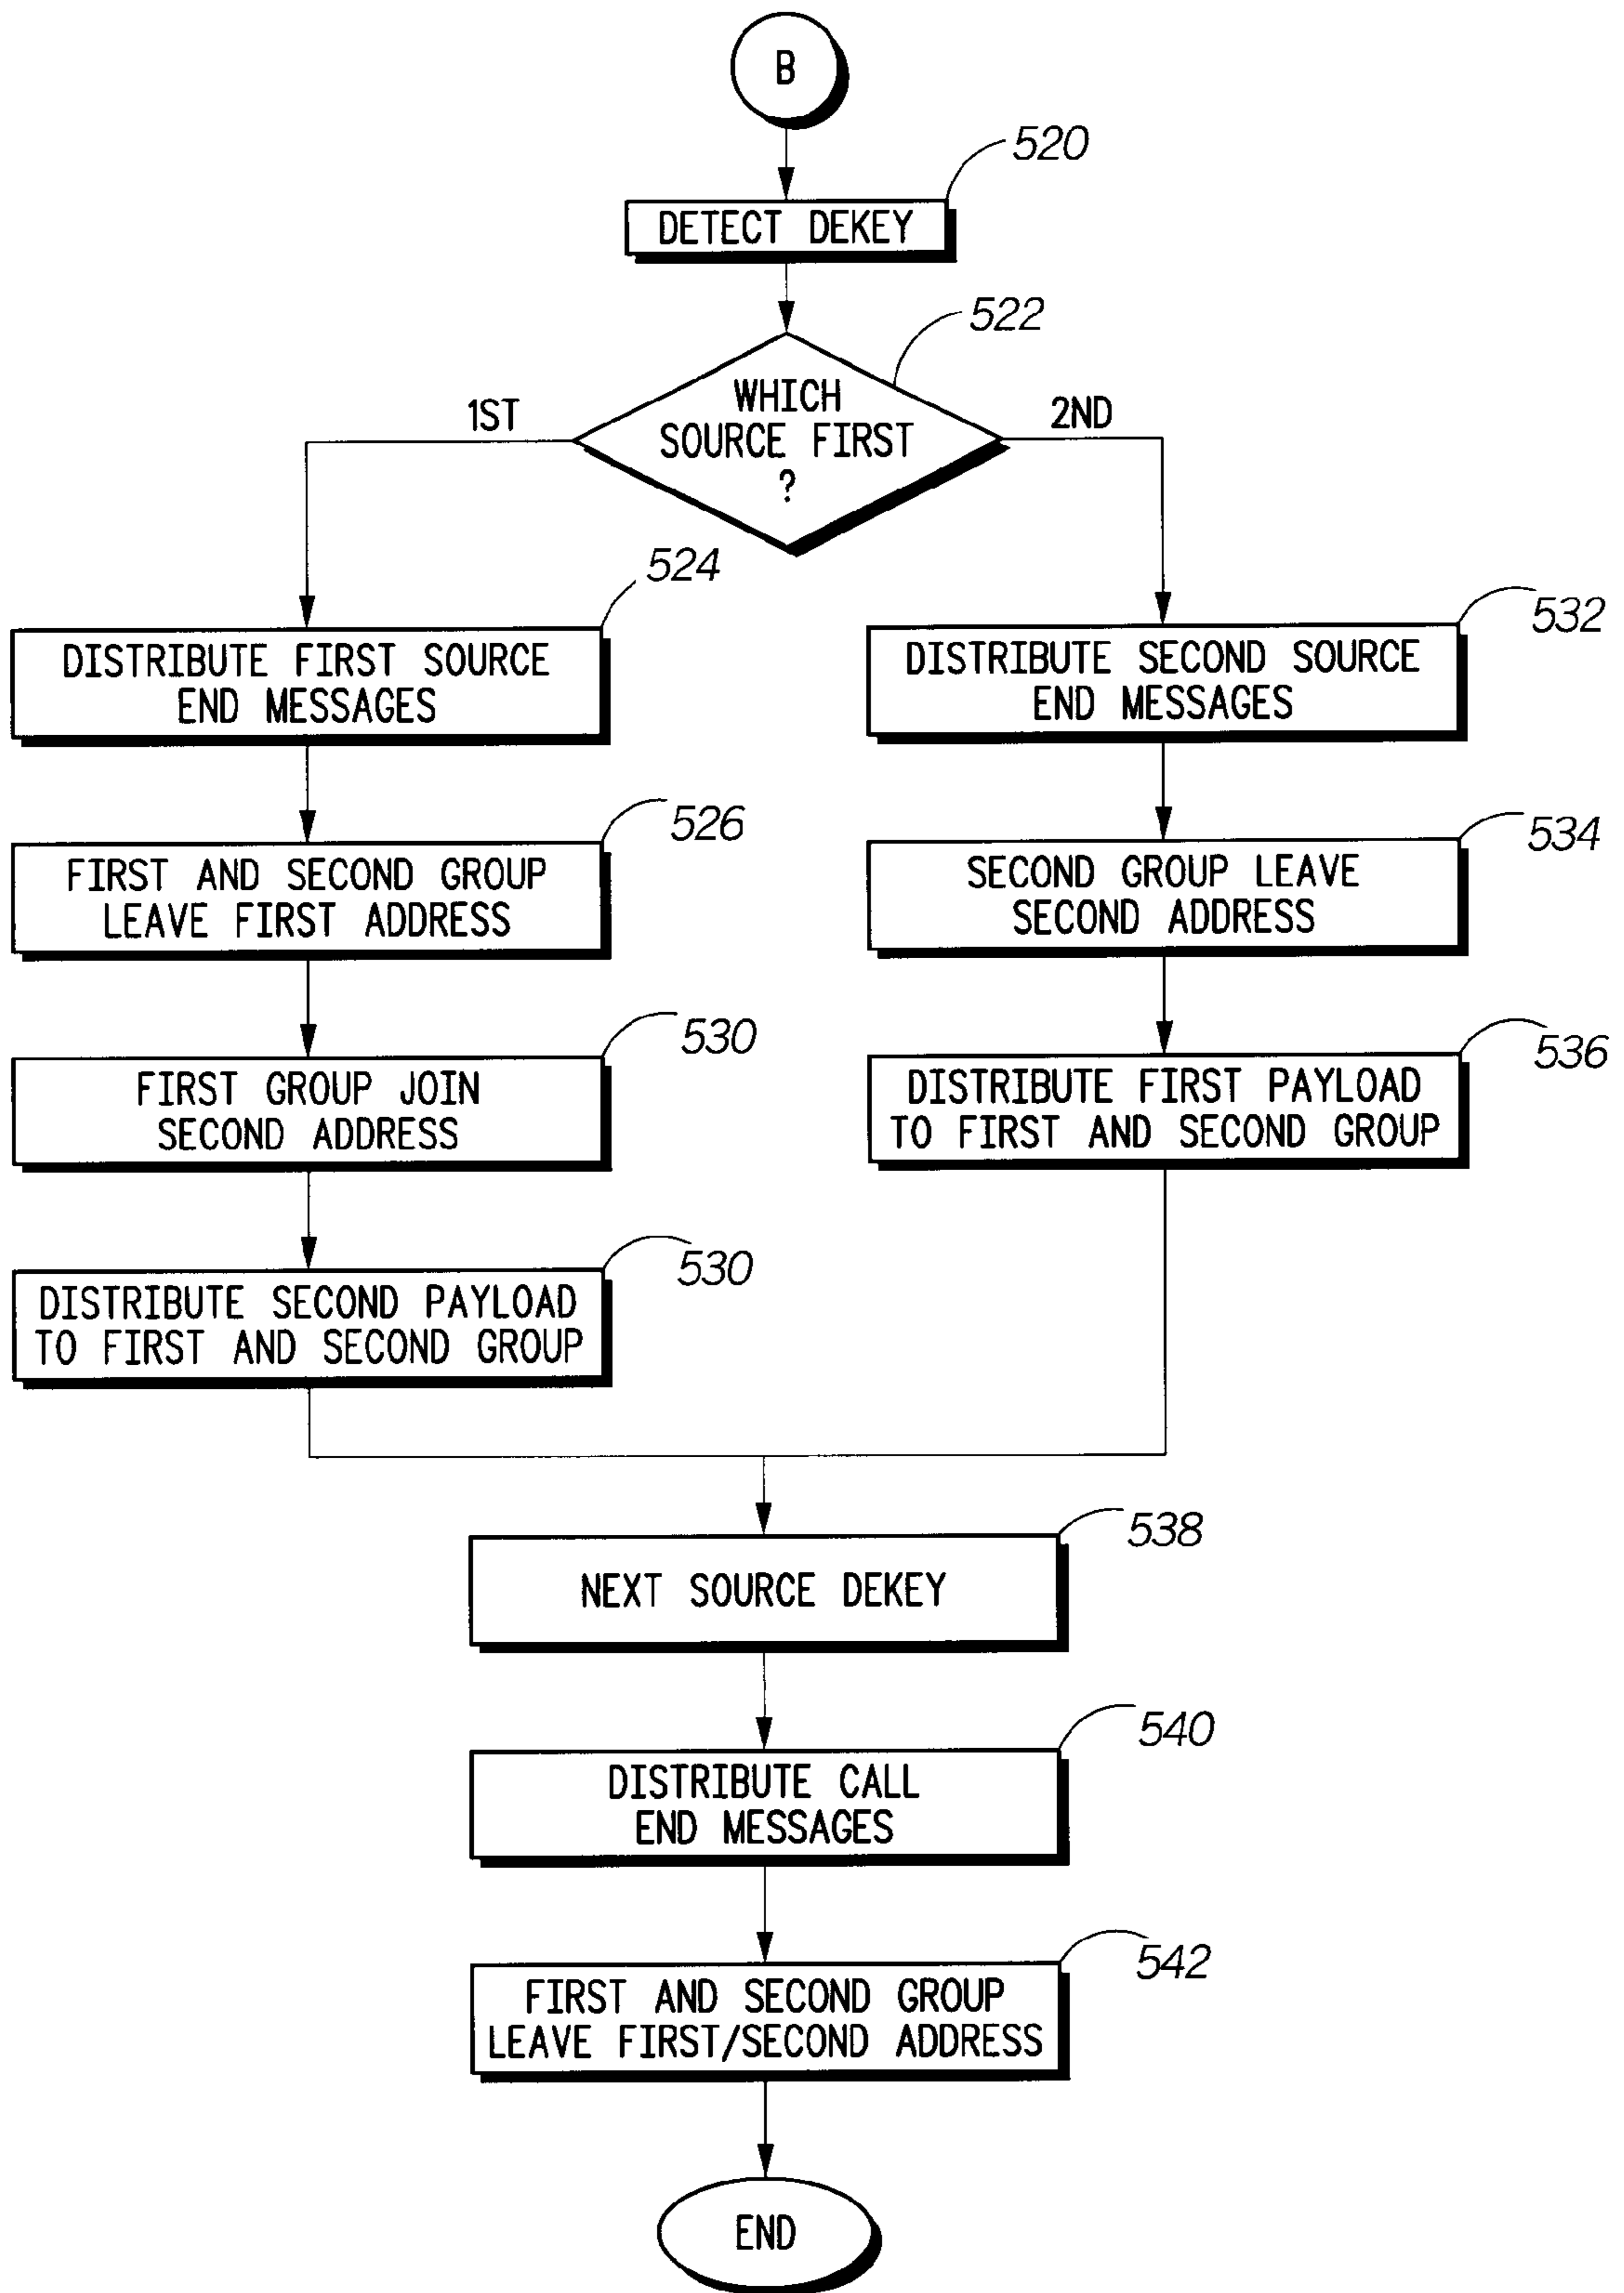 B
520
DETECT DEKEY
522
WHICH
SOURCE FIRST
?
1ST
2ND
524
DISTRIBUTE FIRST SOURCE
END MESSAGES
526
FIRST AND SECOND GROUP
LEAVE FIRST ADDRESS
530
FIRST GROUP JOIN
SECOND ADDRESS
530
DISTRIBUTE SECOND PAYLOAD
TO FIRST AND SECOND GROUP
532
DISTRIBUTE SECOND SOURCE
END MESSAGES
534
SECOND GROUP LEAVE
SECOND ADDRESS
536
DISTRIBUTE FIRST PAYLOAD
TO FIRST AND SECOND GROUP
538
NEXT SOURCE DEKEY
540
DISTRIBUTE CALL
END MESSAGES
542
FIRST AND SECOND GROUP
LEAVE FIRST/SECOND ADDRESS
END